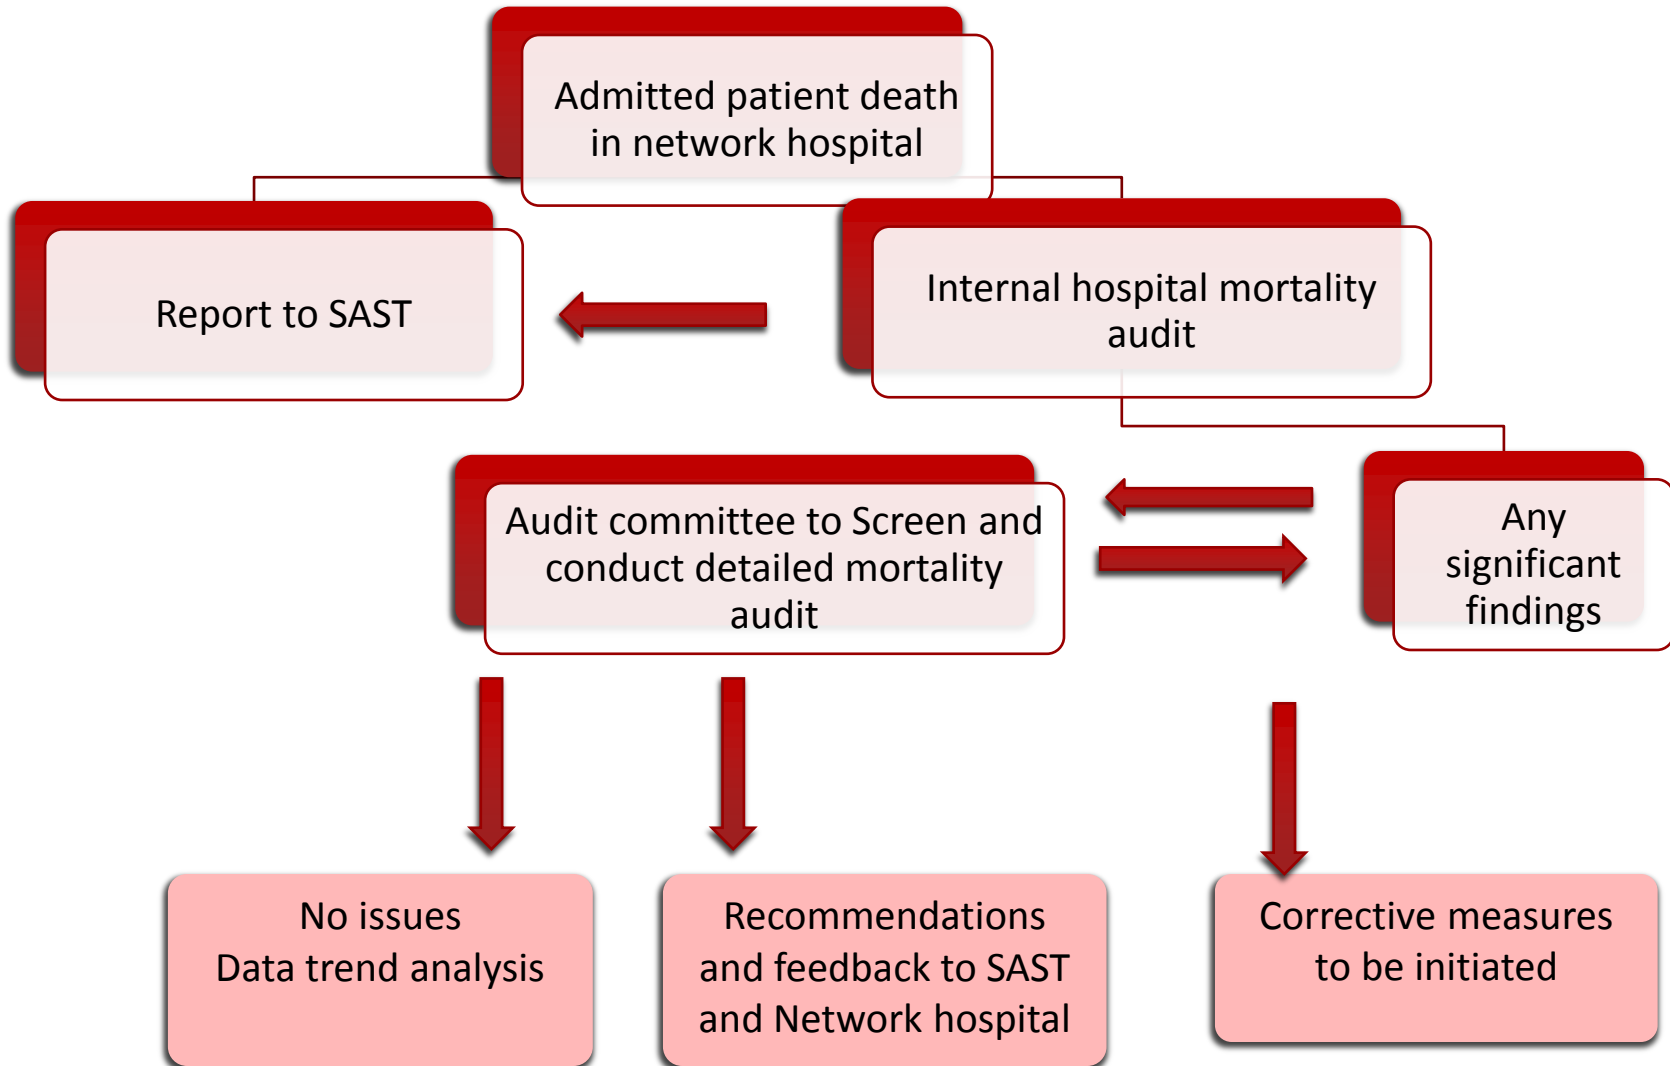 Admitted patient death
in network hospital
Report to SAST
Internal hospital mortality
audit
Audit committee to Screen and
conduct detailed mortality
audit
Any
significant
findings
No issues
Data trend analysis
Recommendations
and feedback to SAST
and Network hospital
Corrective measures
to be initiated